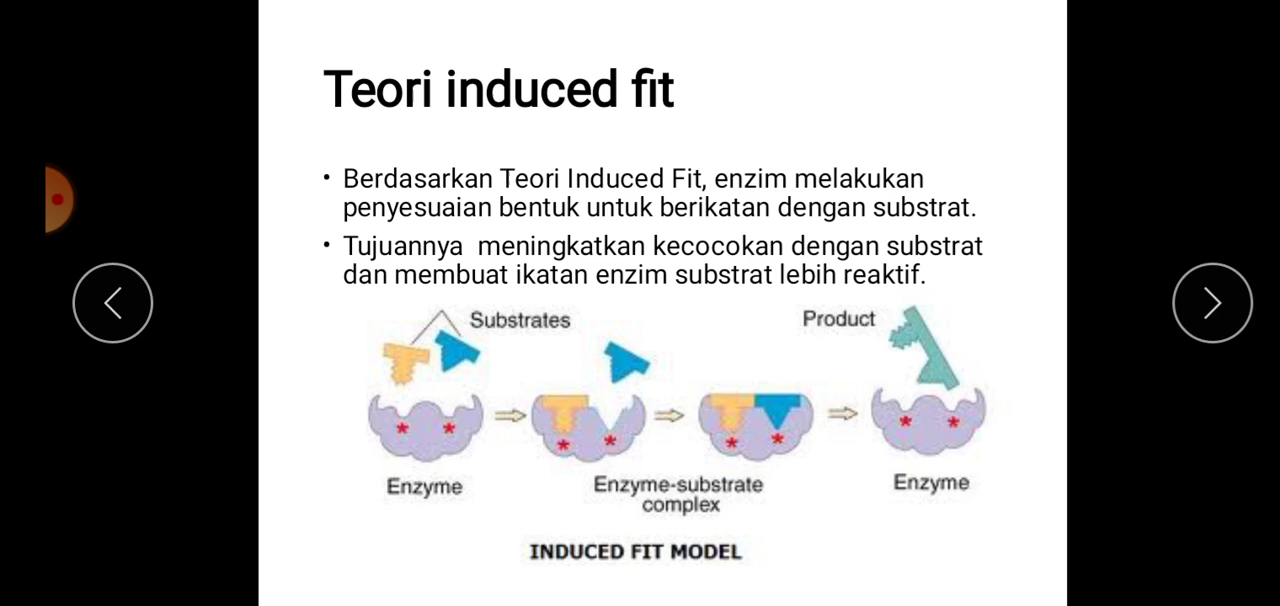 Teori induced fit
• Berdasarkan Teori Induced Fit, enzim melakukan
penyesuaian bentuk untuk berikatan dengan substrat.
• Tujuannya  meningkatkan kecocokan dengan substrat
dan membuat ikatan enzim substrat lebih reaktif.
Substrates
Product
Enzyme
Enzyme-substrate
complex
Enzyme
INDUCED FIT MODEL